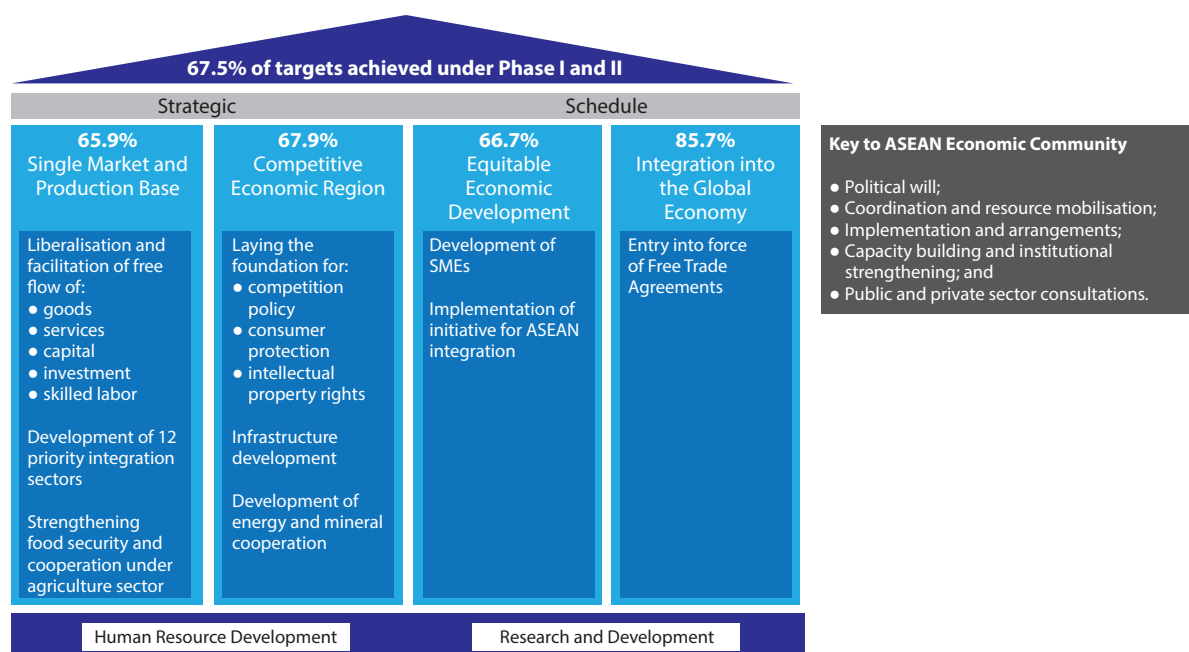 67.5% of targets achieved under Phase I and II
Strategic Schedule
65.9%
Single Market and
Production Base
Liberalisation and
facilitation of free
flow of:
● goods
● services
● capital
● investment
● skilled labor
Development of 12
priority integration
sectors
Strengthening
food security and
cooperation under
agriculture sector
67.9%
Competitive
Economic Region
Laying the
foundation for:
● competition
policy
● consumer
protection
● intellectual
property rights
Infrastructure
development
Development of
energy and mineral
cooperation
66.7%
Equitable
Economic
Development
Development of
SMEs
Implementation of
initiative for ASEAN
integration
85.7%
Integration into
the Global
Economy
Entry into force
of Free Trade
Agreements
Human Resource Development
Research and Development
Key to ASEAN Economic Community
● Political will;
● Coordination and resource mobilisation;
● Implementation and arrangements;
● Capacity building and institutional
strengthening; and
● Public and private sector consultations.